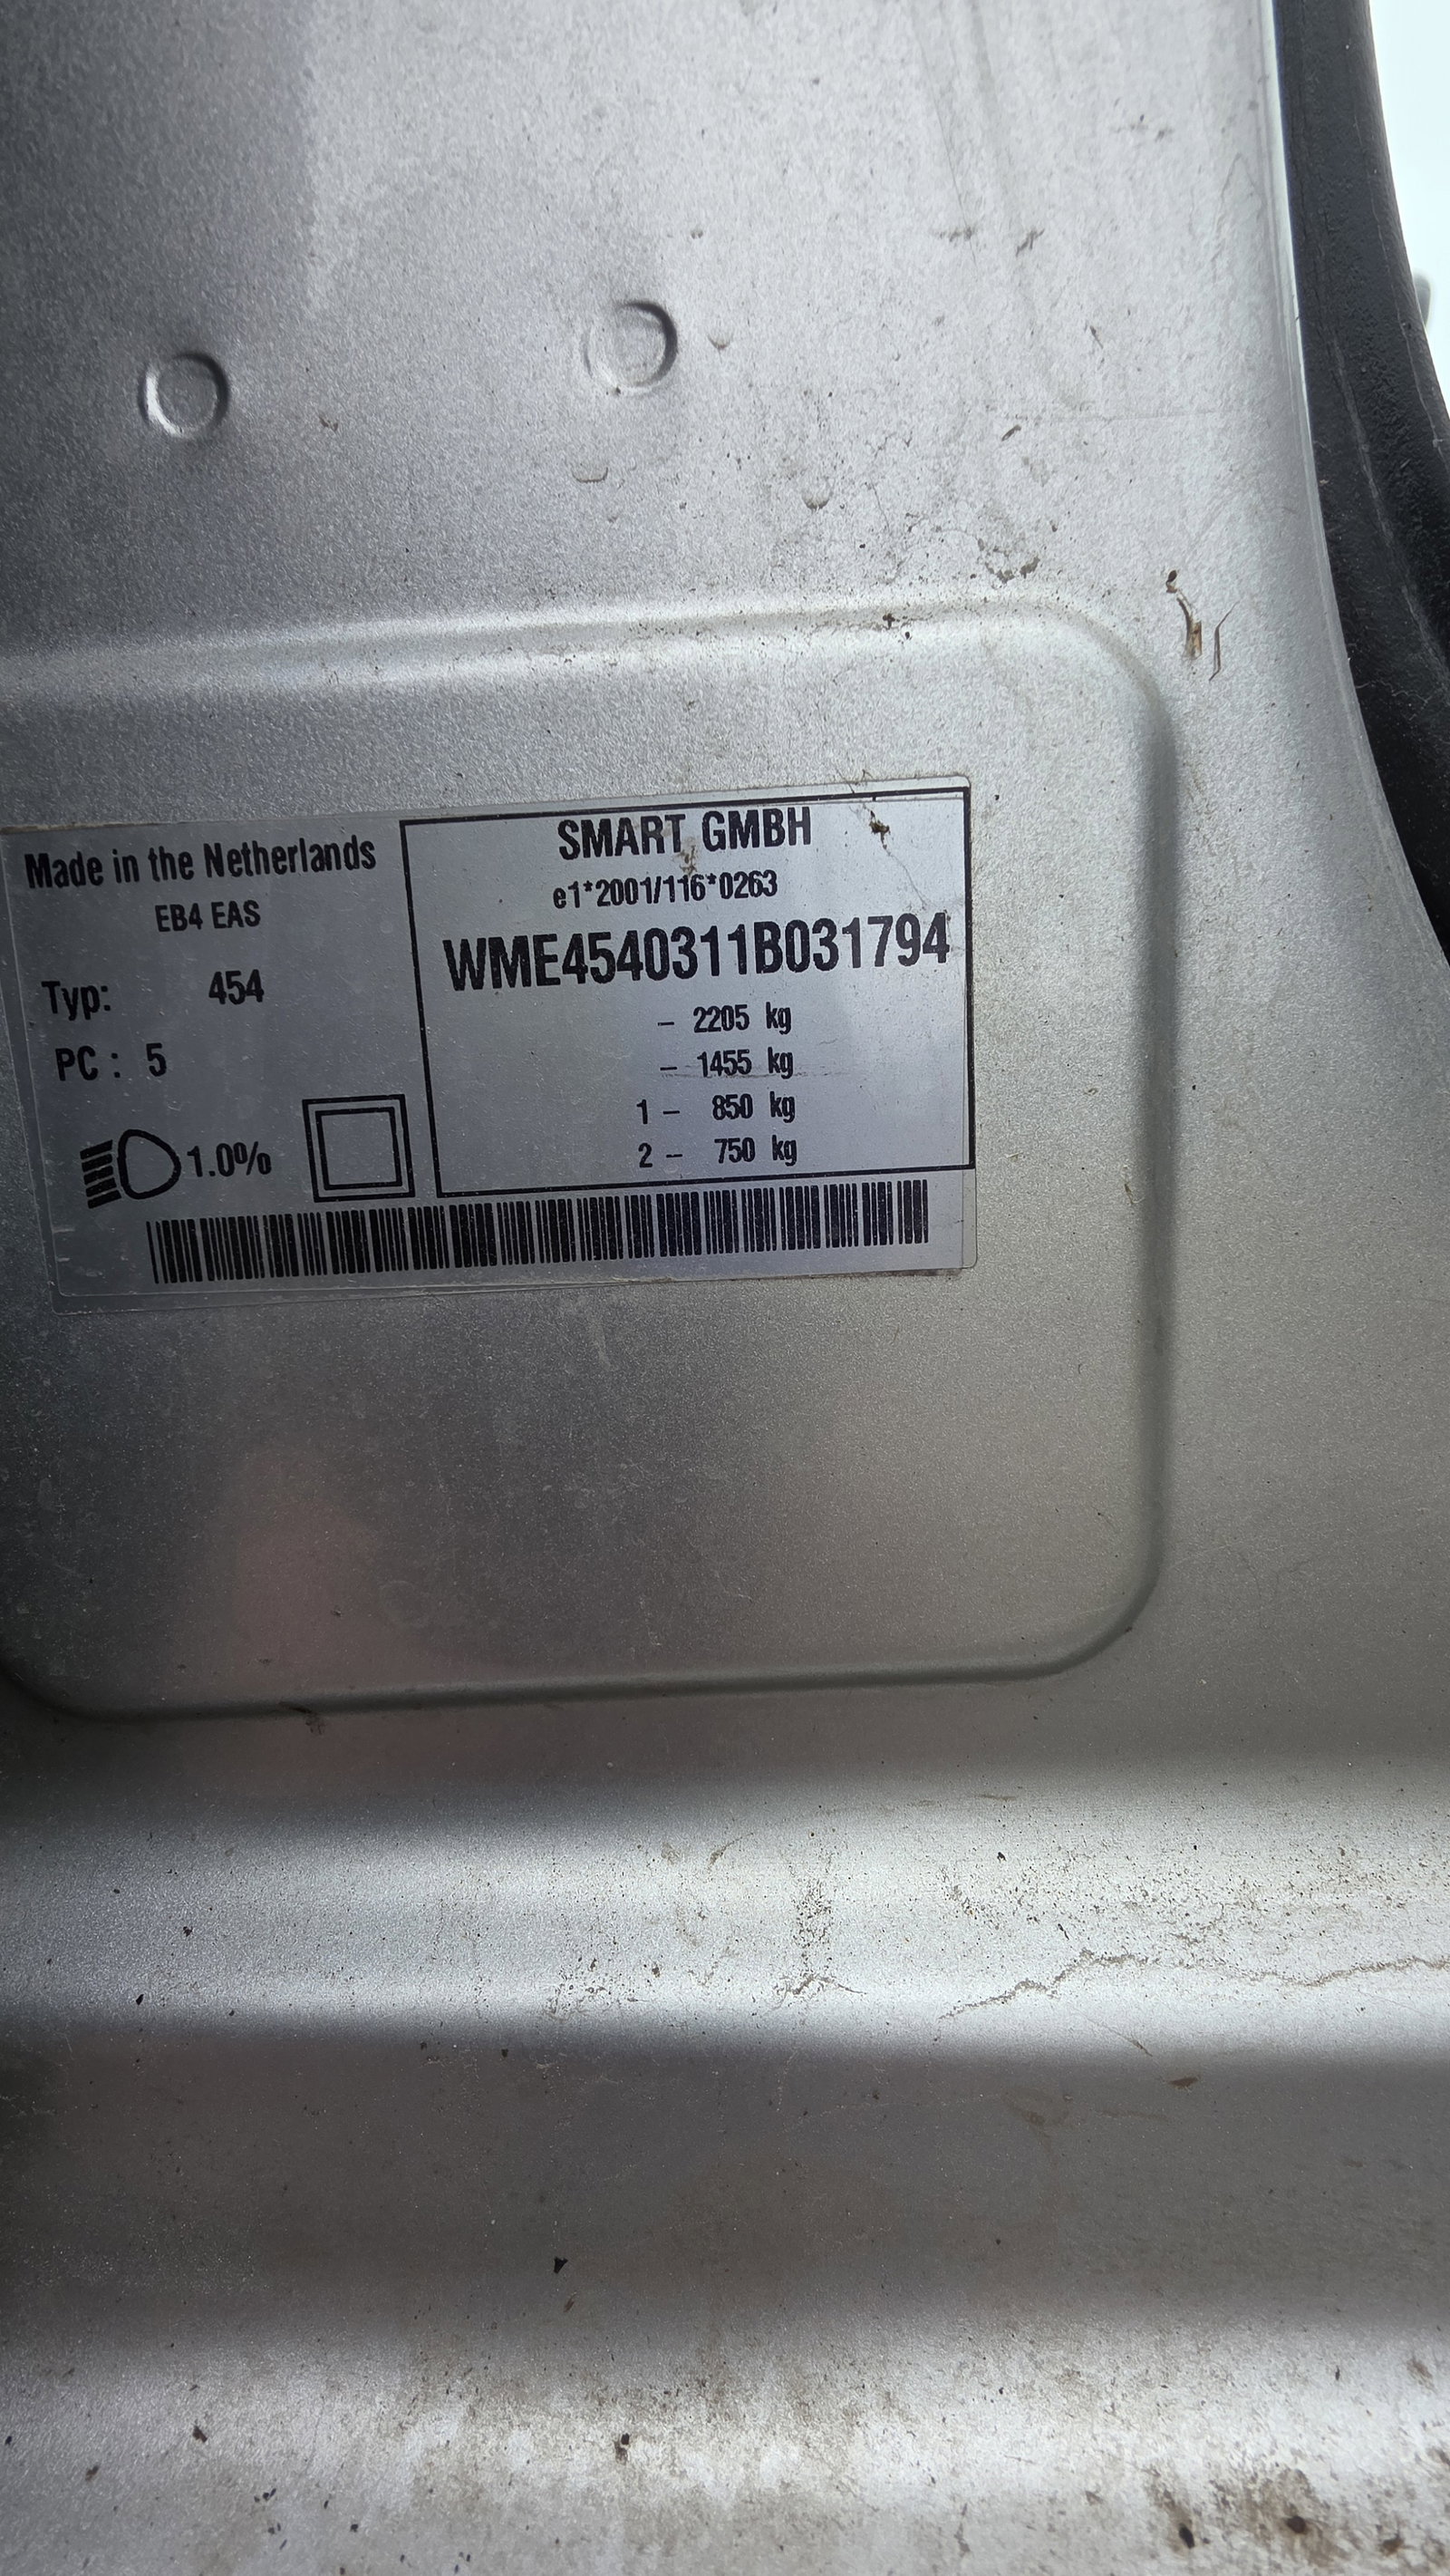 Made in the Netherlands
EB4 EAS
Typ: 454
PC : 5
1.0%
SMART GMBH
e1*2001/116*0263
WME4540311B031794
– 2205 kg
– 1455 kg
1 – 850 kg
2 – 750 kg